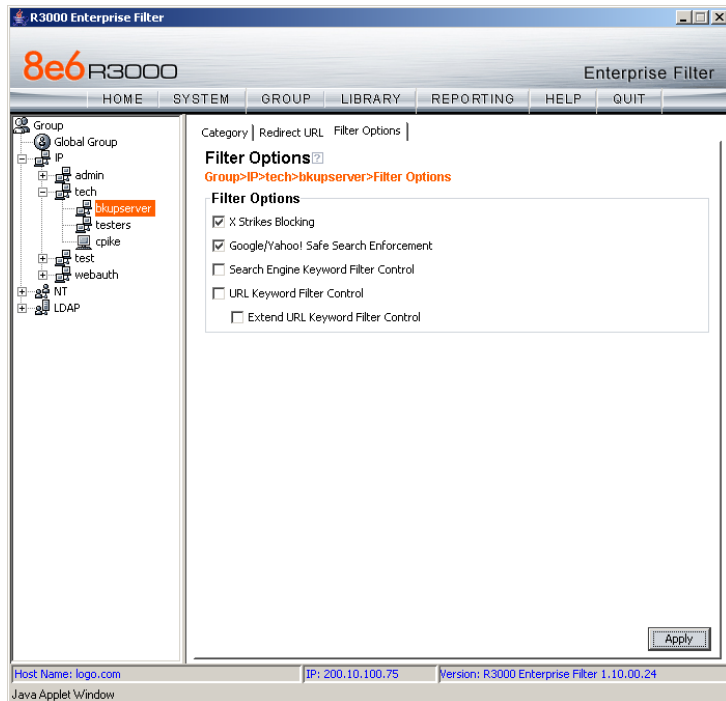 R3000 Enterprise Filter
8e6 R3000
Enterprise Filter
HOME SYSTEM GROUP LIBRARY REPORTING HELP QUIT
Group
Global Group
IP
admin
tech
bkupserver
testers
cpike
test
webauth
NT
LDAP
Category Redirect URL Filter Options
Filter Options ?
Group>IP>tech>bkupserver>Filter Options
Filter Options
X Strikes Blocking
Google/Yahoo! Safe Search Enforcement
Search Engine Keyword Filter Control
URL Keyword Filter Control
Extend URL Keyword Filter Control
Apply
Host Name: logo.com IP: 200.10.100.75 Version: R3000 Enterprise Filter 1.10.00.24
Java Applet Window